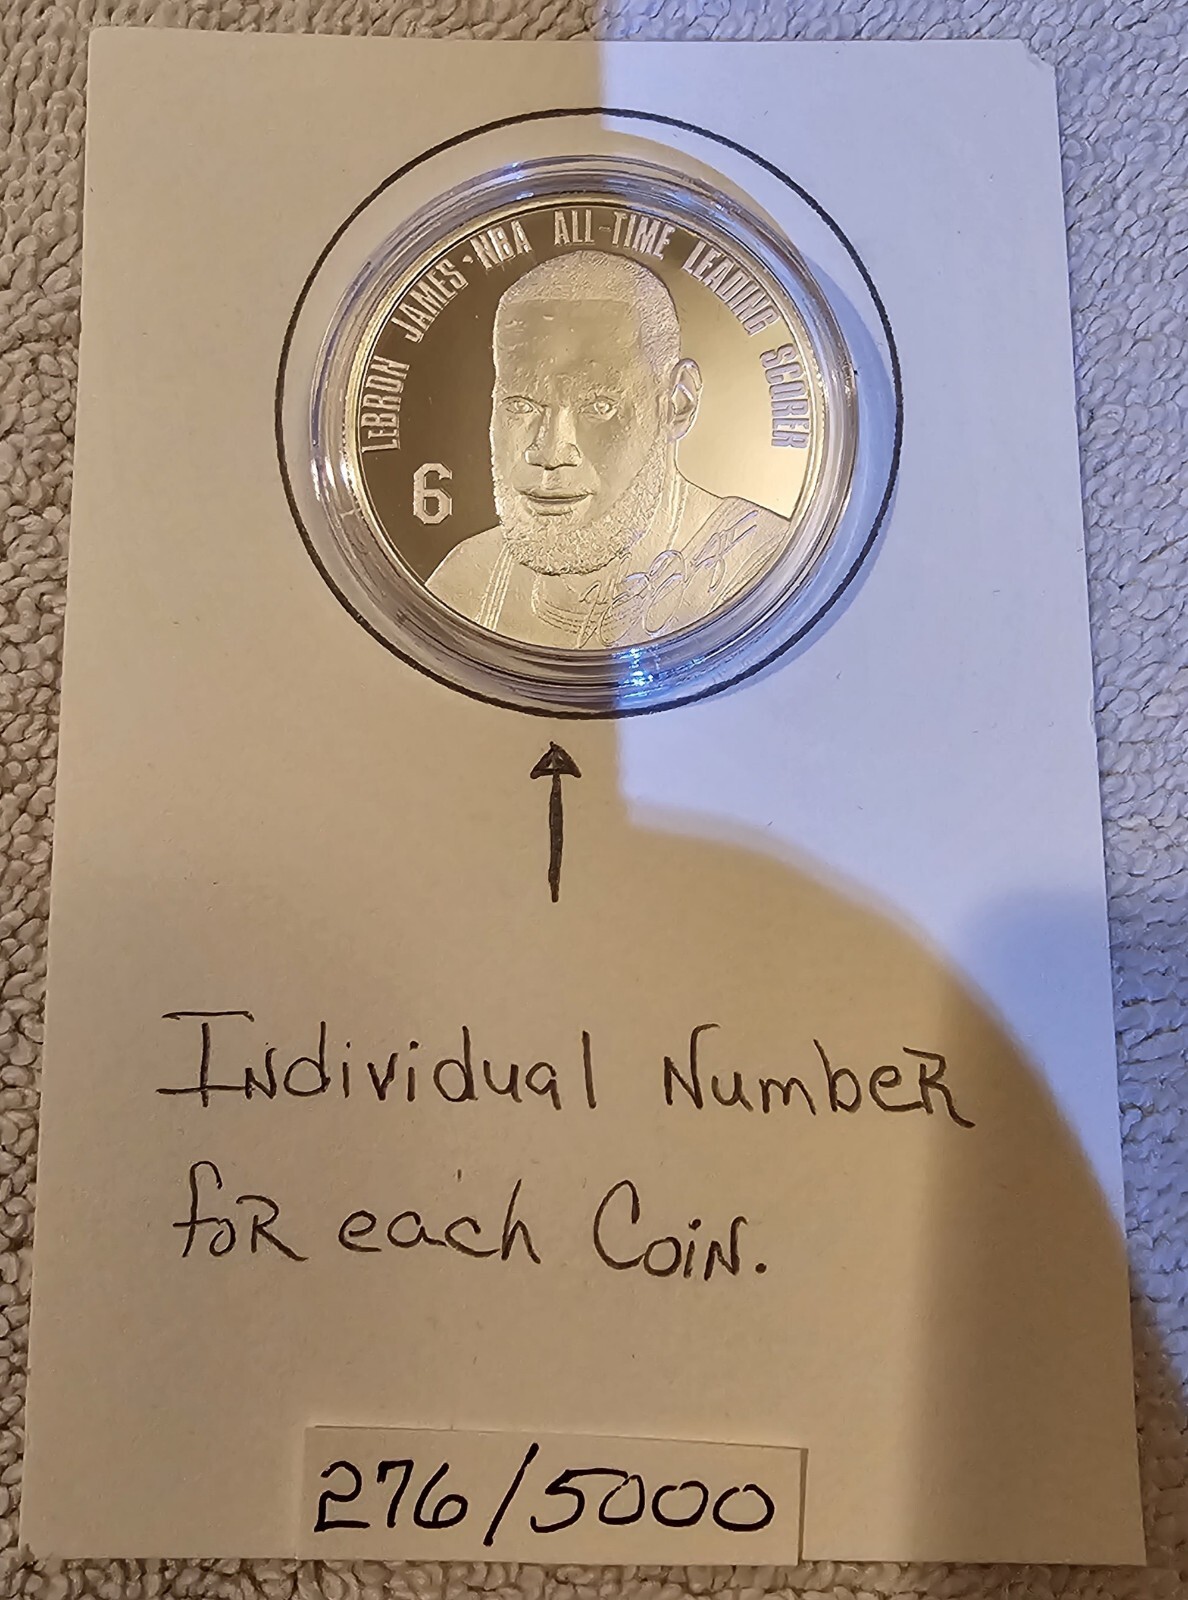 LEBRON JAMES • NBA ALL-TIME LEADING SCORER
6
Individual Number
for each Coin.
276/5000